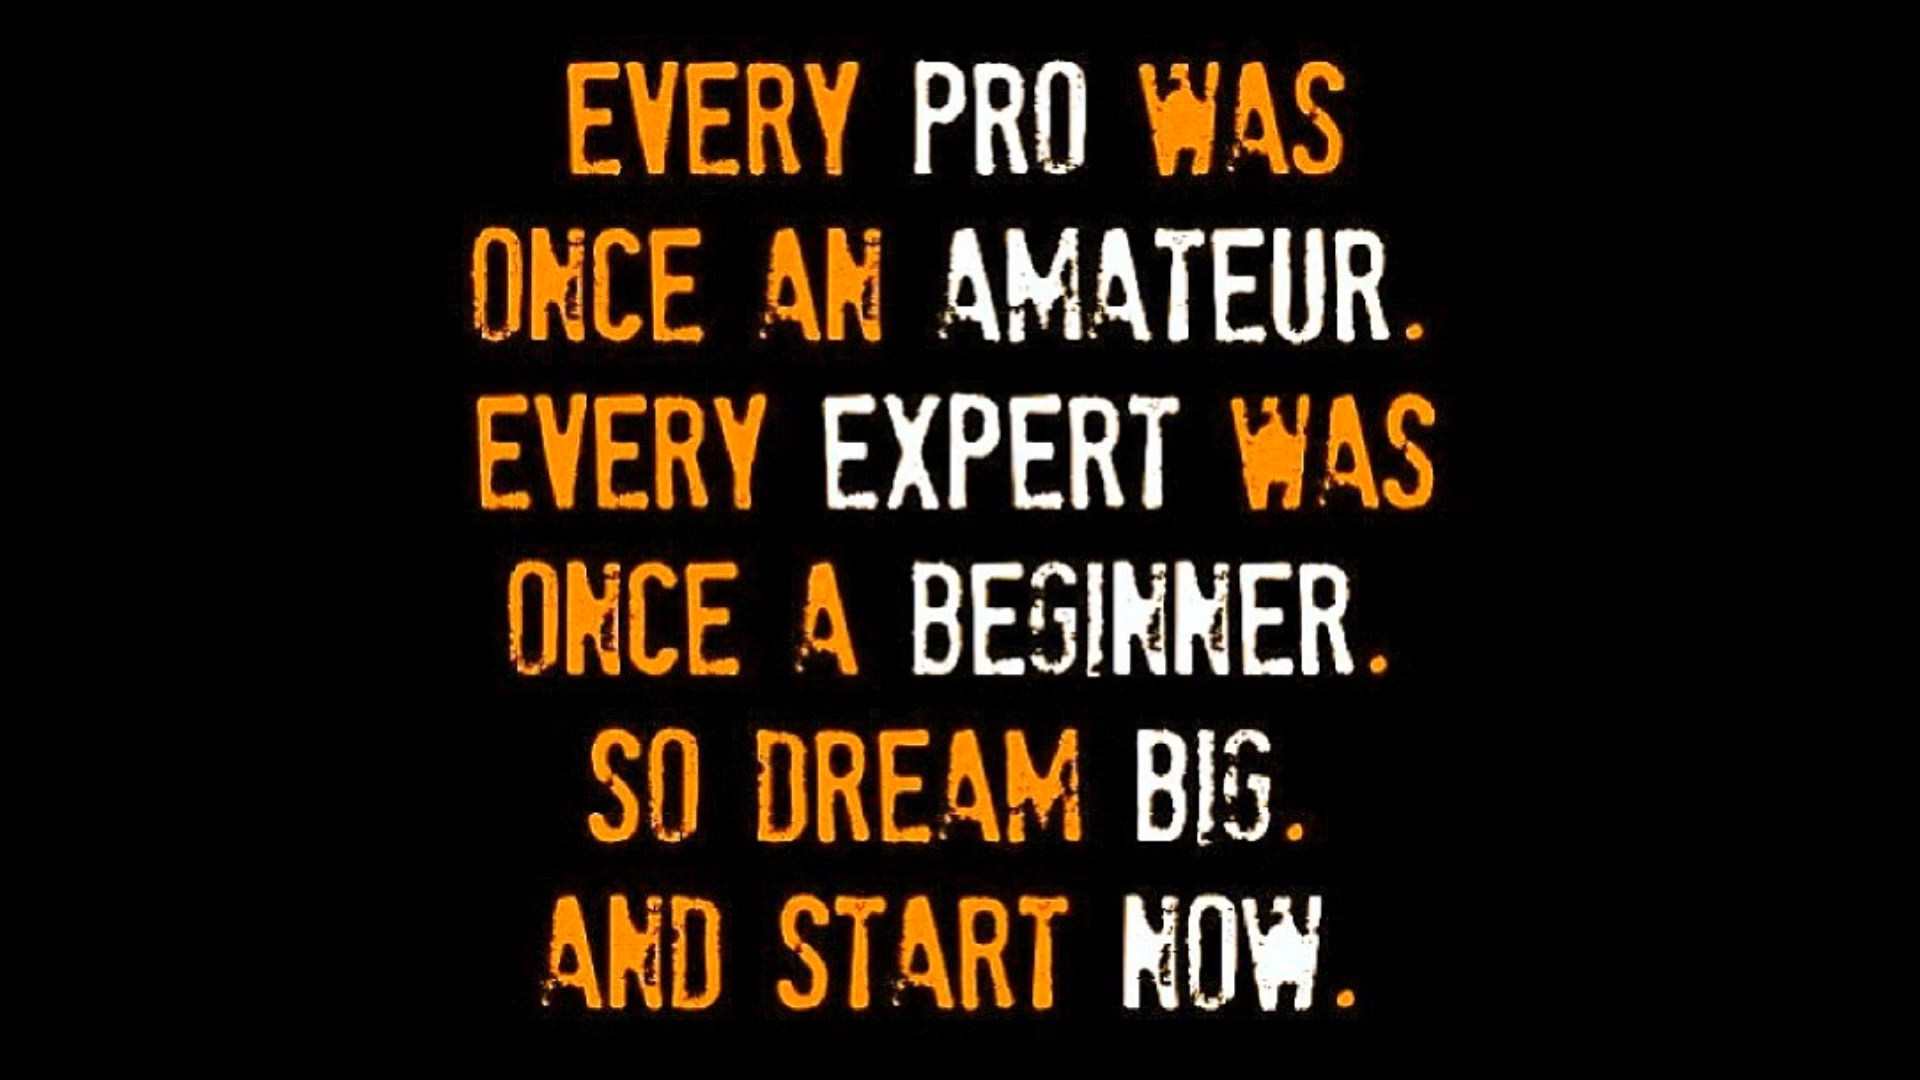 EVERY PRO WAS
ONCE AN AMATEUR.
EVERY EXPERT WAS
ONCE A BEGINNER.
SO DREAM BIG.
AND START NOW.